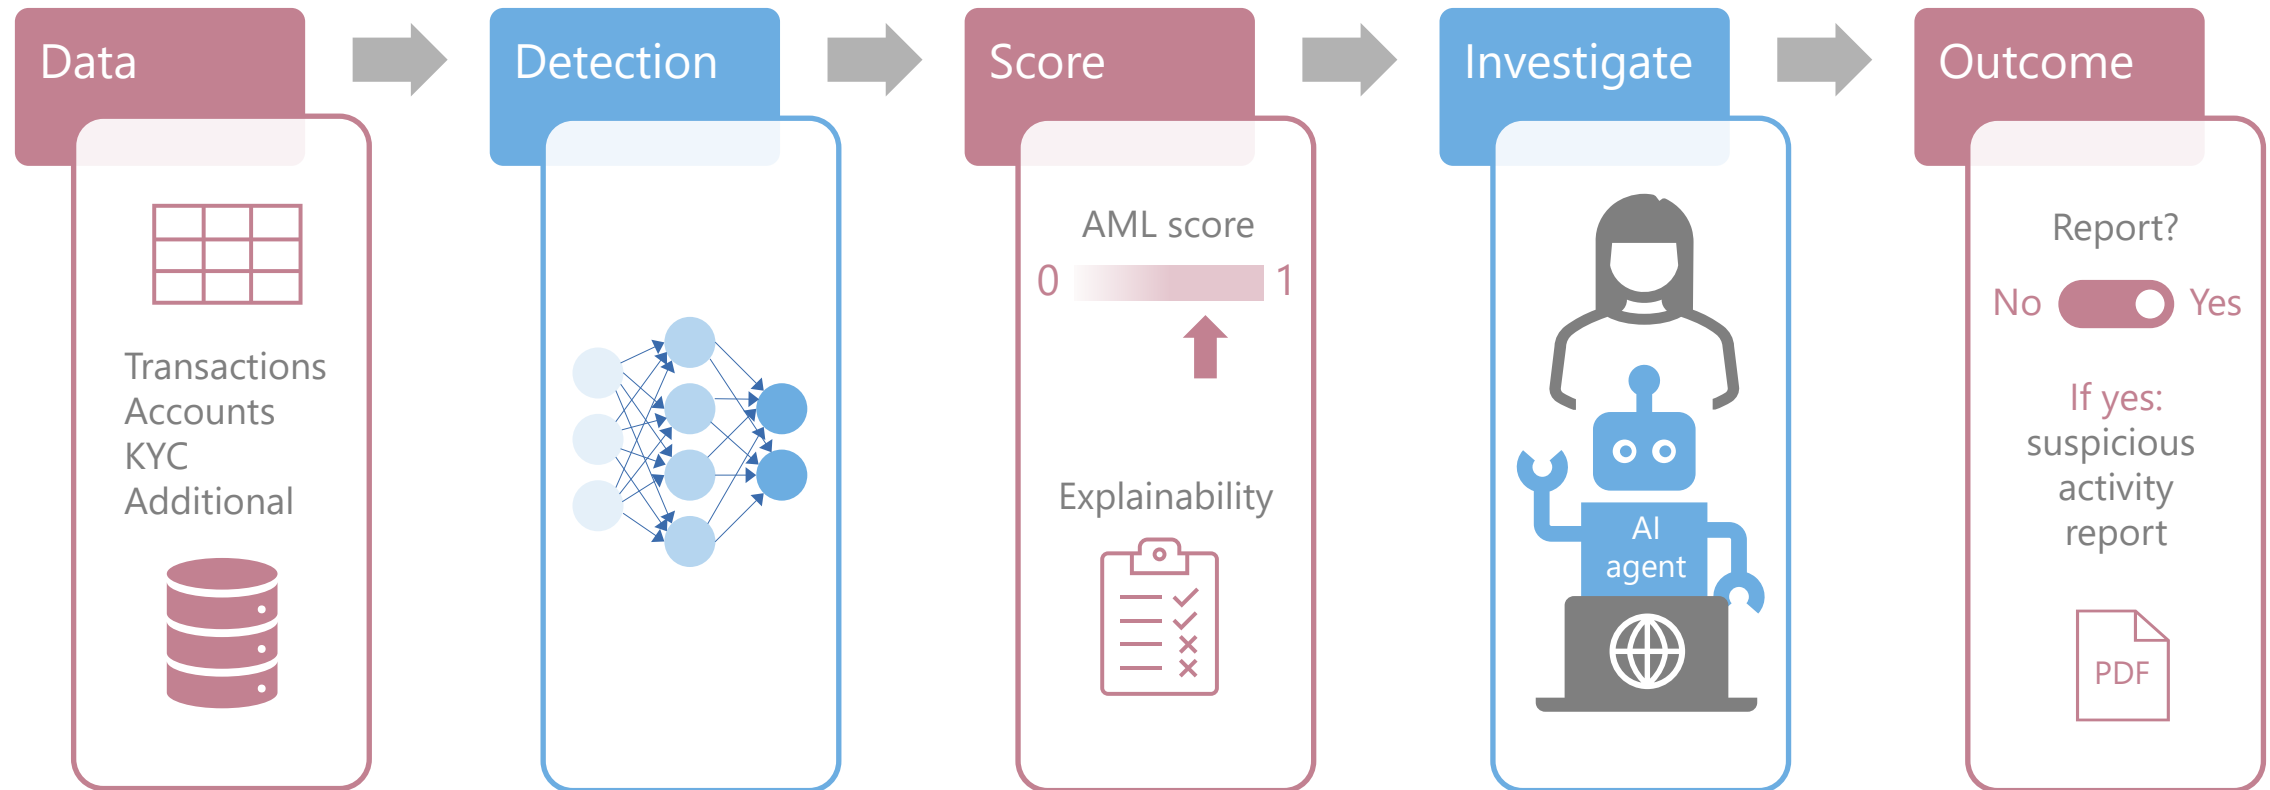 Data
Detection
Score
Investigate
Outcome
Transactions
Accounts
KYC
Additional
AML score
0
1
Explainability
AI
agent
Report?
No
Yes
If yes:
suspicious
activity
report
PDF